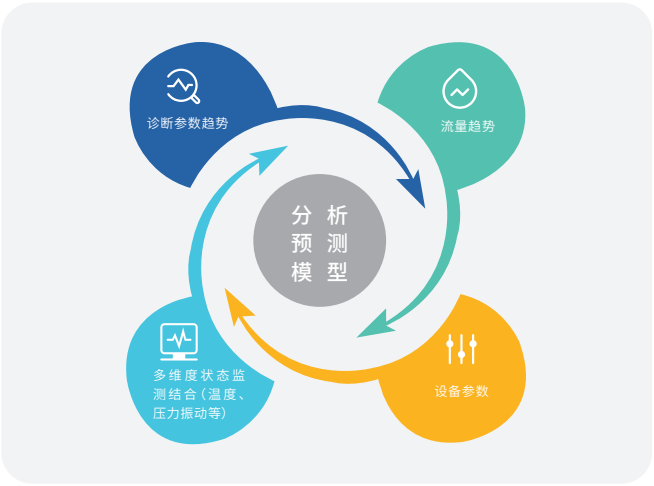 诊断参数趋势
流量趋势
分析
预测
模型
多维度状态监
测结合（温度、
压力振动等）
设备参数